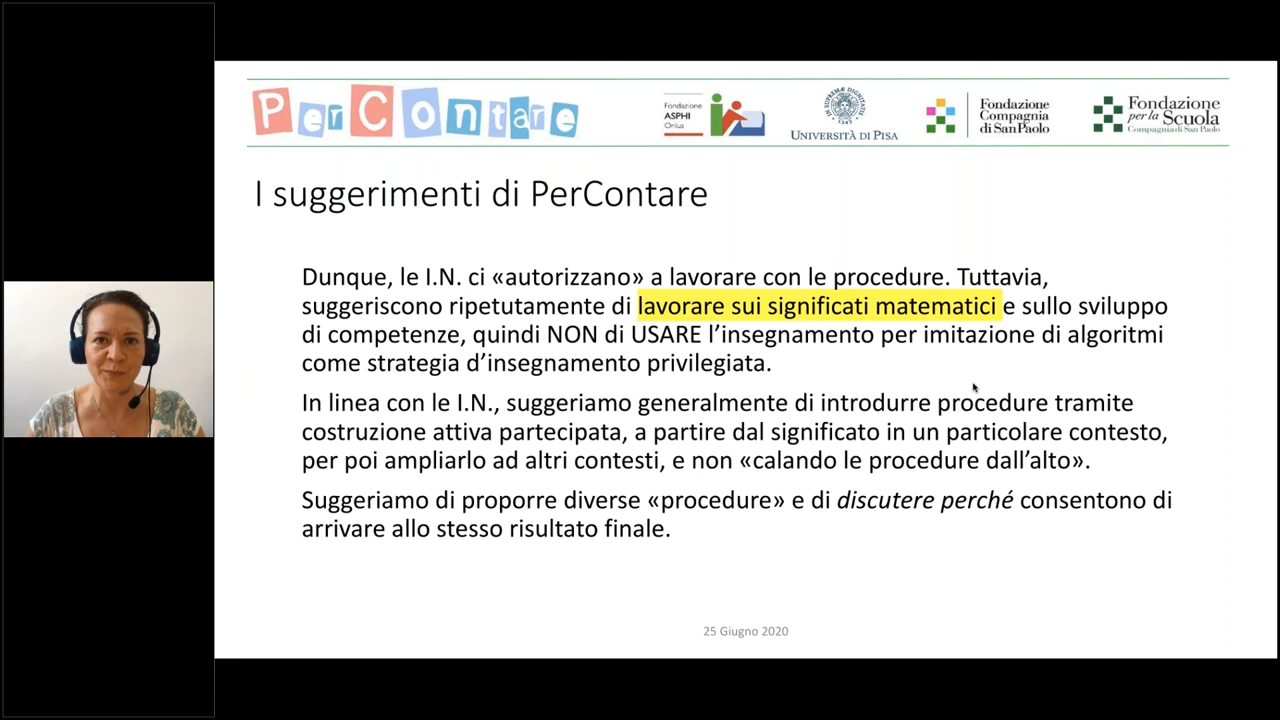 PerContare
Fondazione
ASPHI
Onlus
IN SUPREMÆ DIGNITATIS
1343
UNIVERSITÀ DI PISA
Fondazione
Compagnia
di San Paolo
Fondazione
per la Scuola
Compagnia di San Paolo
I suggerimenti di PerContare
Dunque, le I.N. ci «autorizzano» a lavorare con le procedure. Tuttavia,
suggeriscono ripetutamente di lavorare sui significati matematici e sullo sviluppo
di competenze, quindi NON di USARE l’insegnamento per imitazione di algoritmi
come strategia d’insegnamento privilegiata.
In linea con le I.N., suggeriamo generalmente di introdurre procedure tramite
costruzione attiva partecipata, a partire dal significato in un particolare contesto,
per poi ampliarlo ad altri contesti, e non «calando le procedure dall’alto».
Suggeriamo di proporre diverse «procedure» e di discutere perché consentono di
arrivare allo stesso risultato finale.
25 Giugno 2020